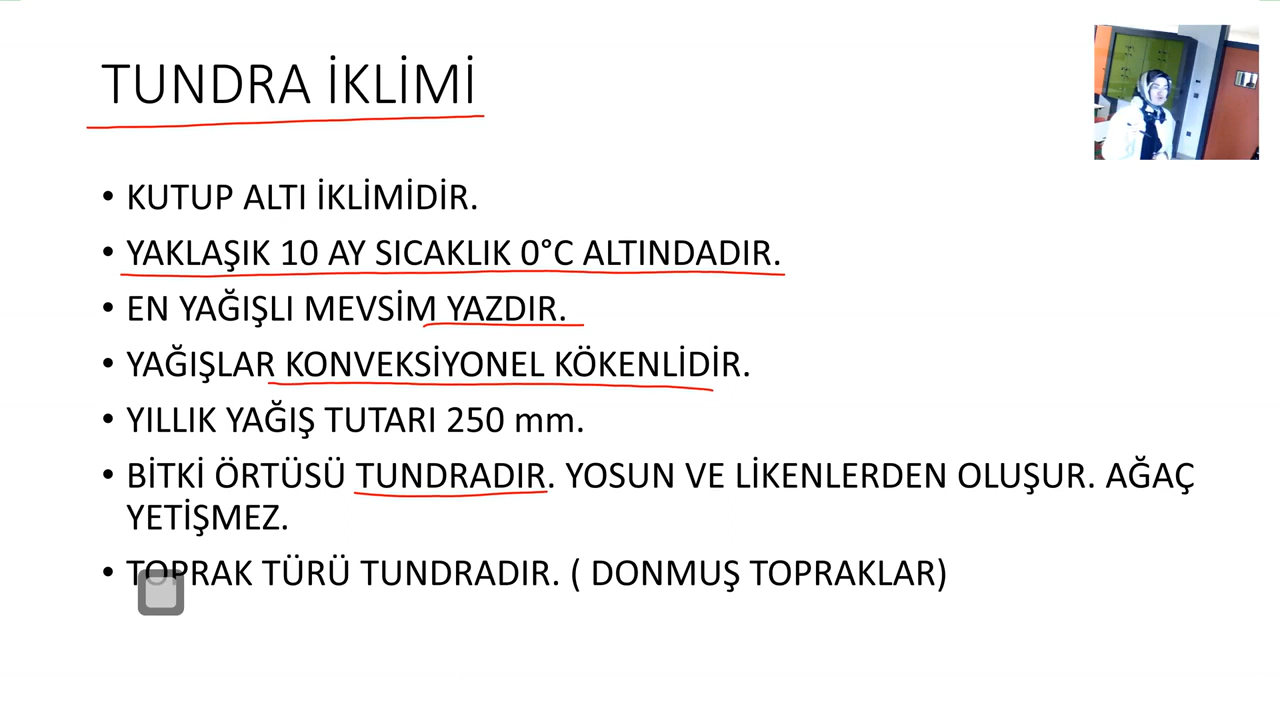 TUNDRA İKLİMİ
• KUTUP ALTI İKLİMİDİR.
• YAKLAŞIK 10 AY SICAKLIK 0°C ALTINDADIR.
• EN YAĞIŞLI MEVSİM YAZDIR.
• YAĞIŞLAR KONVEKSİYONEL KÖKENLİDİR.
• YILLIK YAĞIŞ TUTARI 250 mm.
• BİTKİ ÖRTÜSÜ TUNDRADIR. YOSUN VE LİKENLERDEN OLUŞUR. AĞAÇ
YETİŞMEZ.
• TOPRAK TÜRÜ TUNDRADIR. ( DONMUŞ TOPRAKLAR)